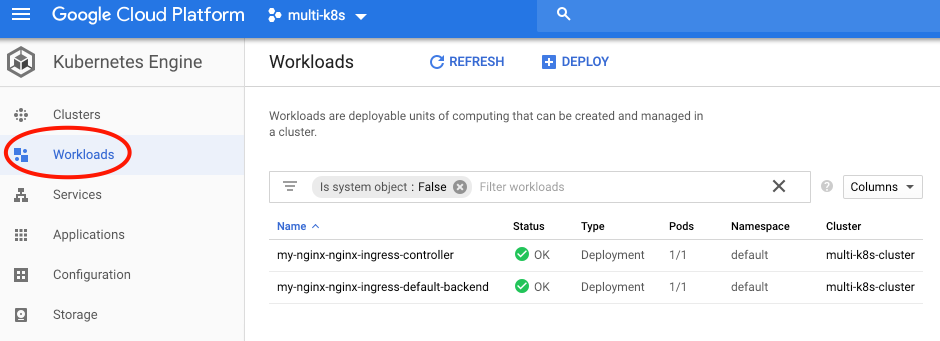 Google Cloud Platform
multi-k8s
Kubernetes Engine
Workloads
REFRESH
DEPLOY
Clusters
Workloads
Services
Applications
Configuration
Storage
Workloads are deployable units of computing that can be created and managed in
a cluster.
Is system object : False
Filter workloads
Columns
Name Status Type Pods Namespace Cluster
my-nginx-nginx-ingress-controller OK Deployment 1/1 default multi-k8s-cluster
my-nginx-nginx-ingress-default-backend OK Deployment 1/1 default multi-k8s-cluster